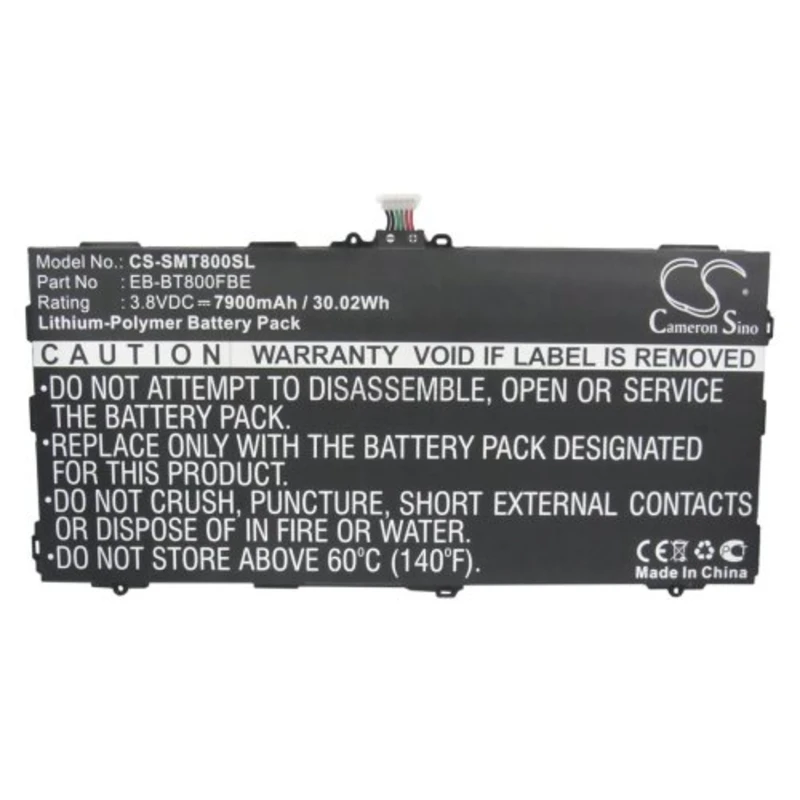 Model No.: CS-SMT800SL
Part No : EB-BT800FBE
Rating : 3.8VDC ⎓ 7900mAh / 30.02Wh
Lithium-Polymer Battery Pack
CS
Cameron Sino
CAUTION WARRANTY VOID IF LABEL IS REMOVED
•DO NOT ATTEMPT TO DISASSEMBLE, OPEN OR SERVICE
THE BATTERY PACK.
•REPLACE ONLY WITH THE BATTERY PACK DESIGNATED
FOR THIS PRODUCT.
•DO NOT CRUSH, PUNCTURE, SHORT EXTERNAL CONTACTS
OR DISPOSE OF IN FIRE OR WATER.
•DO NOT STORE ABOVE 60°C (140°F).
CE
Made In China